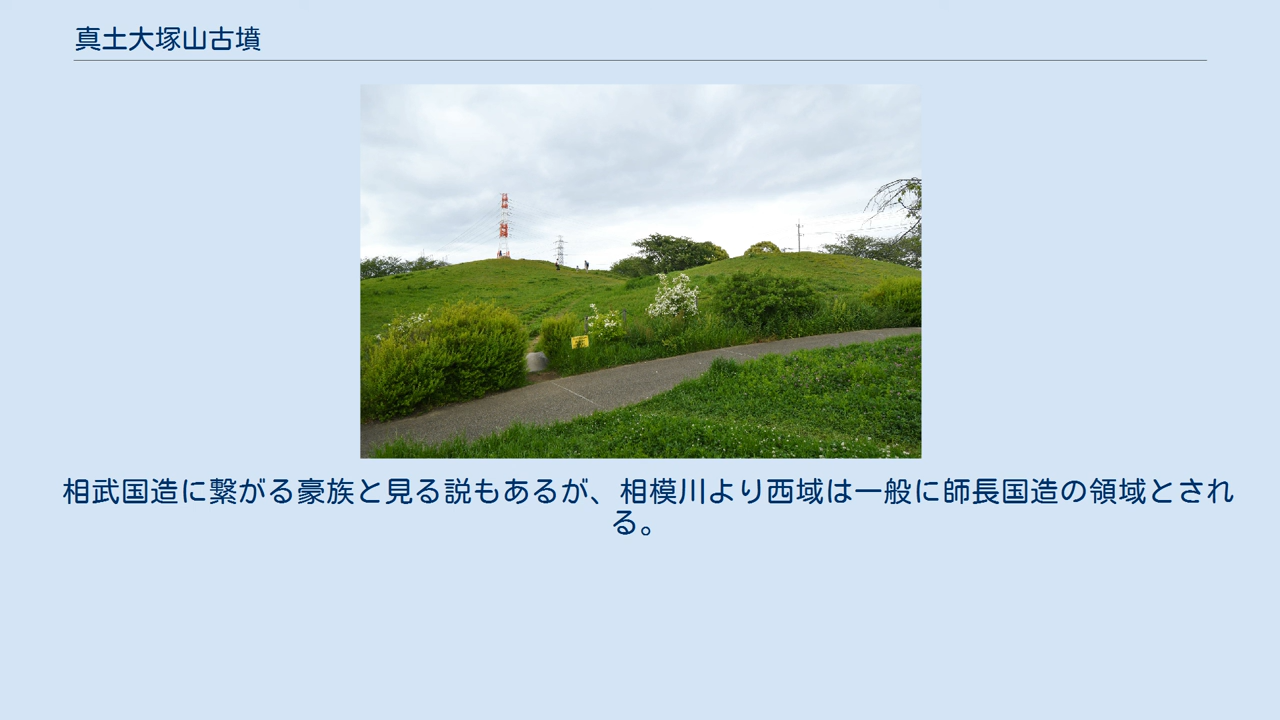 真土大塚山古墳
相武国造に繋がる豪族と見る説もあるが、相模川より西域は一般に師長国造の領域とされ
る。